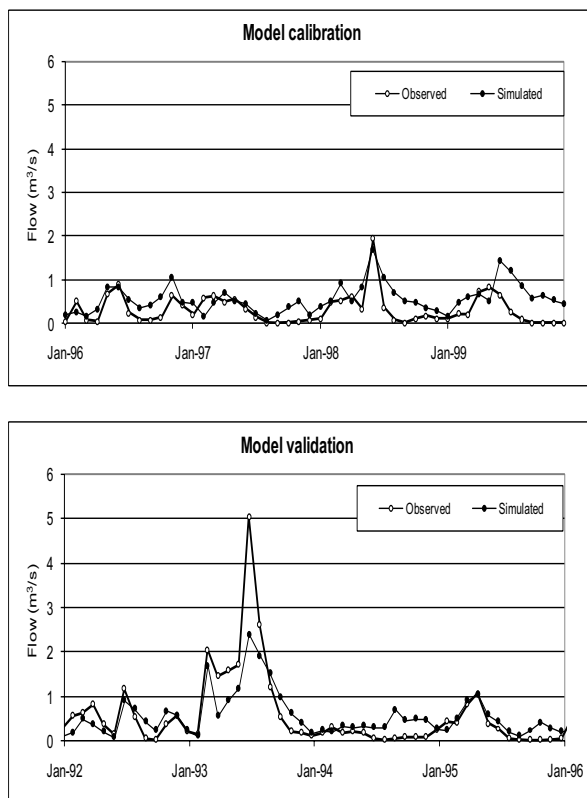 Model calibration
Observed Simulated
Flow (m³/s)
6
5
4
3
2
1
0
Jan-96 Jan-97 Jan-98 Jan-99
Model validation
Observed Simulated
Flow (m³/s)
6
5
4
3
2
1
0
Jan-92 Jan-93 Jan-94 Jan-95 Jan-96